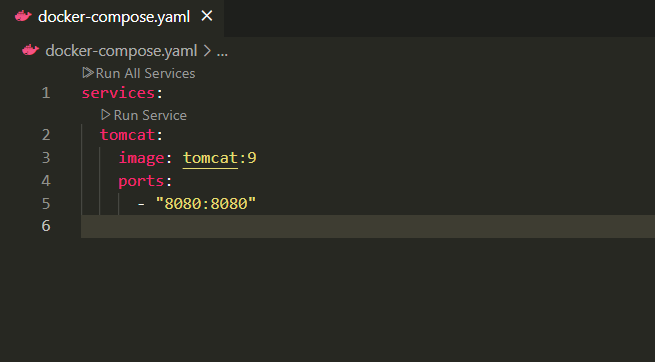 docker-compose.yaml ×
docker-compose.yaml > ...
Run All Services
1 services:
Run Service
2 tomcat:
3 image: tomcat:9
4 ports:
5 - "8080:8080"
6